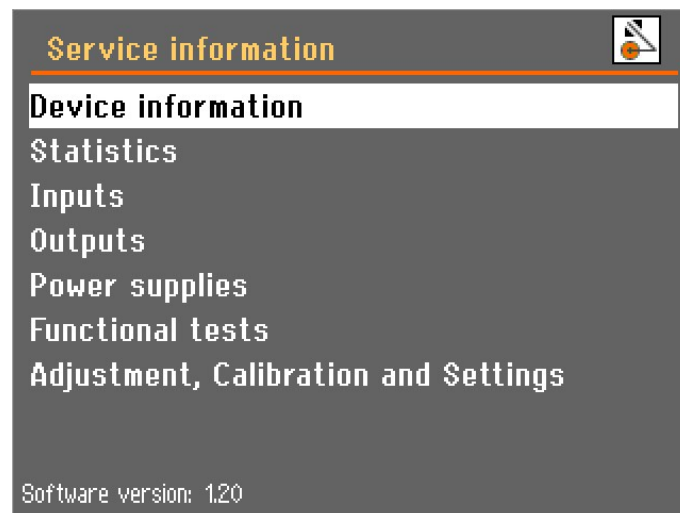 Service information
Device information
Statistics
Inputs
Outputs
Power supplies
Functional tests
Adjustment, Calibration and Settings
Software version: 1.20